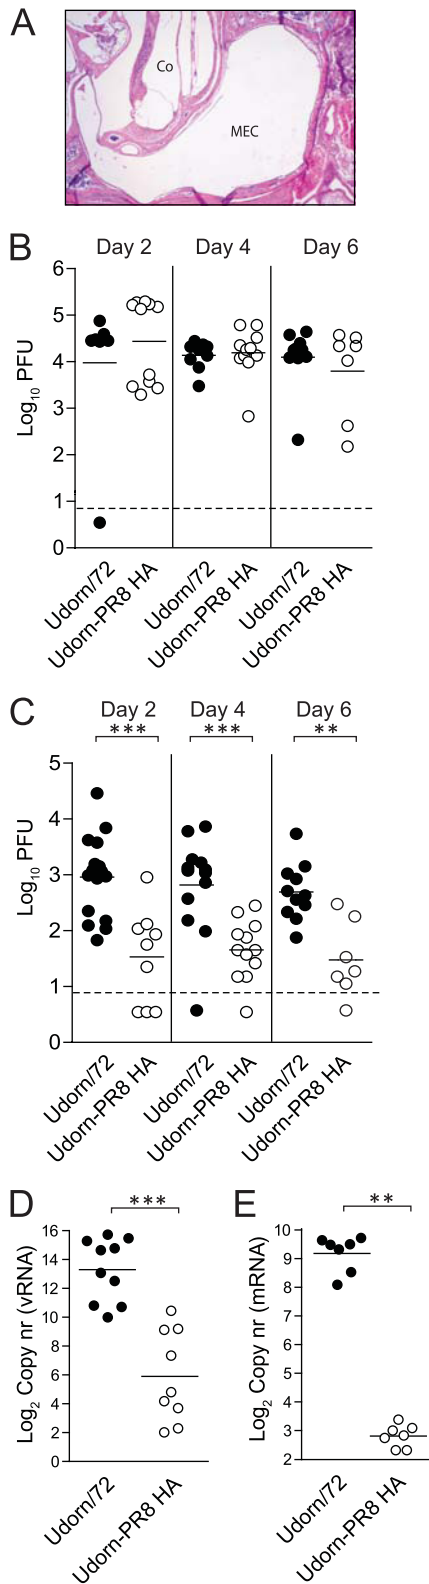 A
Co
MEC
B
Day 2 Day 4 Day 6
Log10 PFU
6
5
4
3
2
1
0
Udorn/72 Udorn-PR8 HA Udorn/72 Udorn-PR8 HA Udorn/72 Udorn-PR8 HA
C
Day 2 Day 4 Day 6
*** *** **
Log10 PFU
5
4
3
2
1
0
Udorn/72 Udorn-PR8 HA Udorn/72 Udorn-PR8 HA Udorn/72 Udorn-PR8 HA
D
***
Log2 Copy nr (vRNA)
16
14
12
10
8
6
4
2
0
Udorn/72 Udorn-PR8 HA
E
**
Log2 Copy nr (mRNA)
10
9
8
7
6
5
4
3
2
Udorn/72 Udorn-PR8 HA